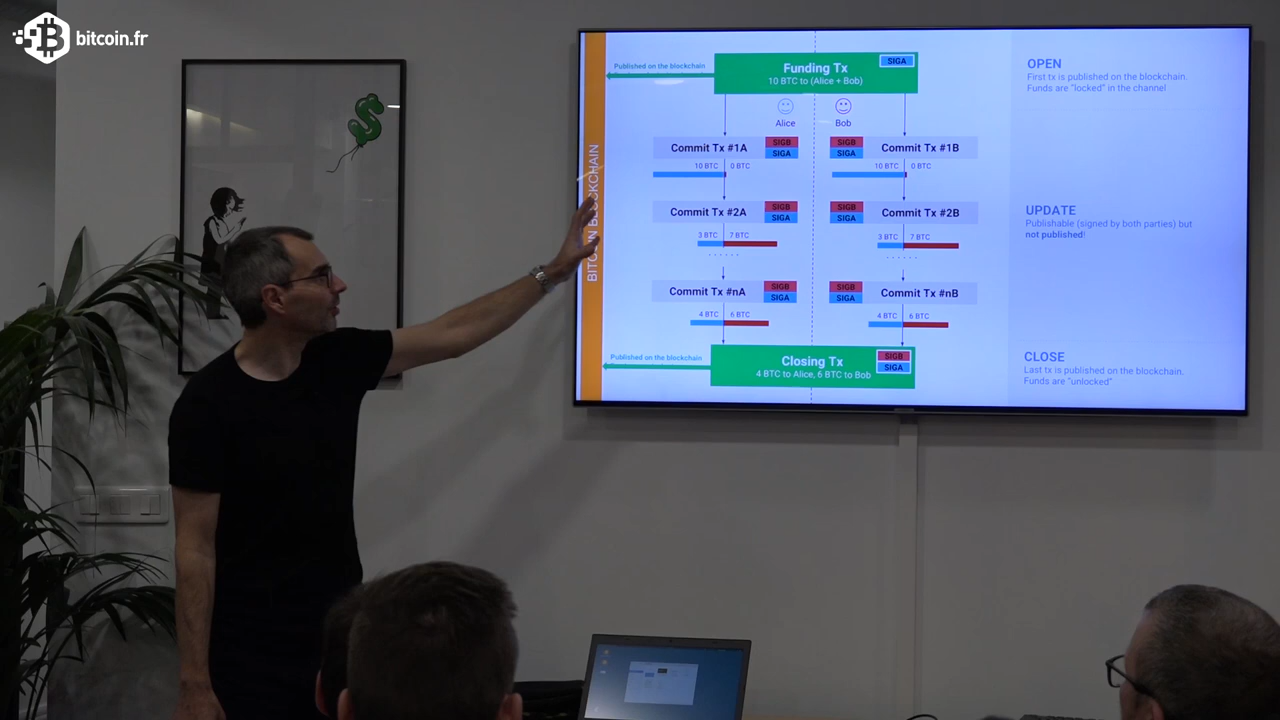 bitcoin.fr
BITCOIN BLOCKCHAIN
Published on the blockchain
Funding Tx
SIGA
10 BTC to (Alice + Bob)
Alice
Bob
Commit Tx #1A
SIGB
SIGA
10 BTC
0 BTC
SIGB
SIGA
Commit Tx #1B
10 BTC
0 BTC
Commit Tx #2A
SIGB
SIGA
3 BTC
7 BTC
. . . . . .
SIGB
SIGA
Commit Tx #2B
3 BTC
7 BTC
. . . . . .
Commit Tx #nA
SIGB
SIGA
4 BTC
6 BTC
SIGB
SIGA
Commit Tx #nB
4 BTC
6 BTC
Published on the blockchain
Closing Tx
4 BTC to Alice, 6 BTC to Bob
SIGB
SIGA
OPEN
First tx is published on the blockchain.
Funds are "locked" in the channel
UPDATE
Publishable (signed by both parties) but
not published!
CLOSE
Last tx is published on the blockchain.
Funds are "unlocked"